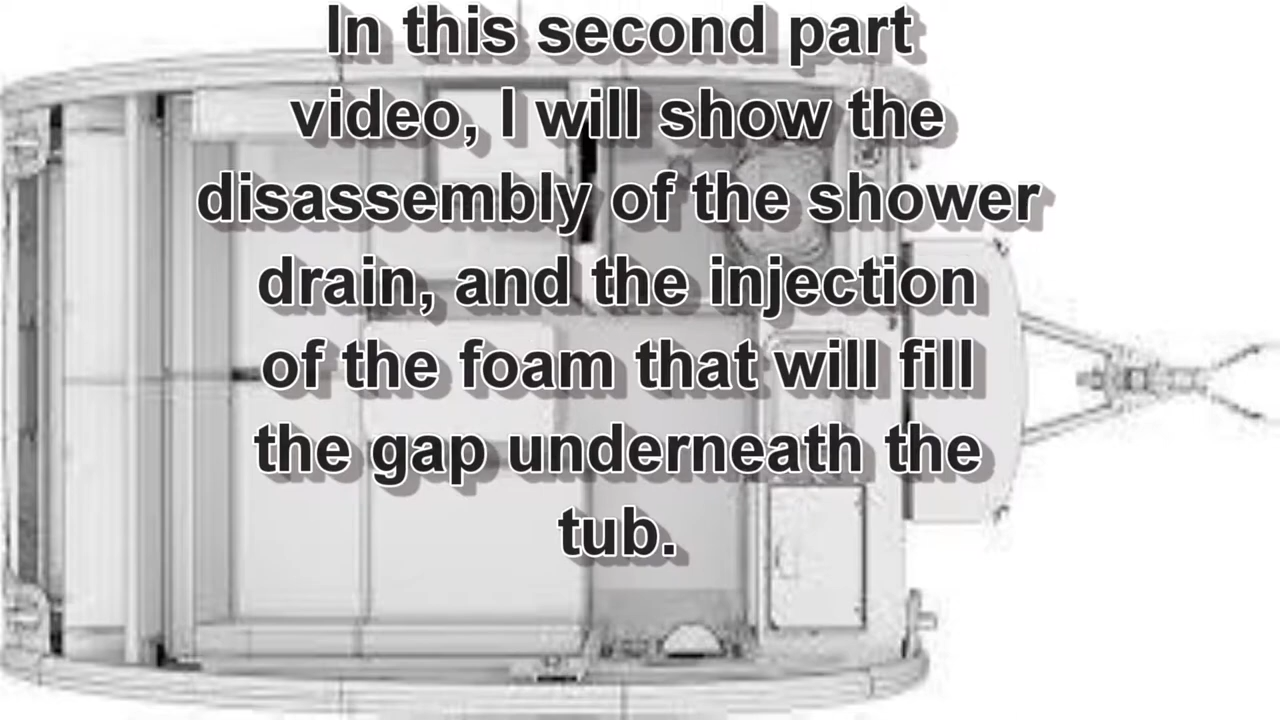 In this second part
video, I will show the
disassembly of the shower
drain, and the injection
of the foam that will fill
the gap underneath the
tub.